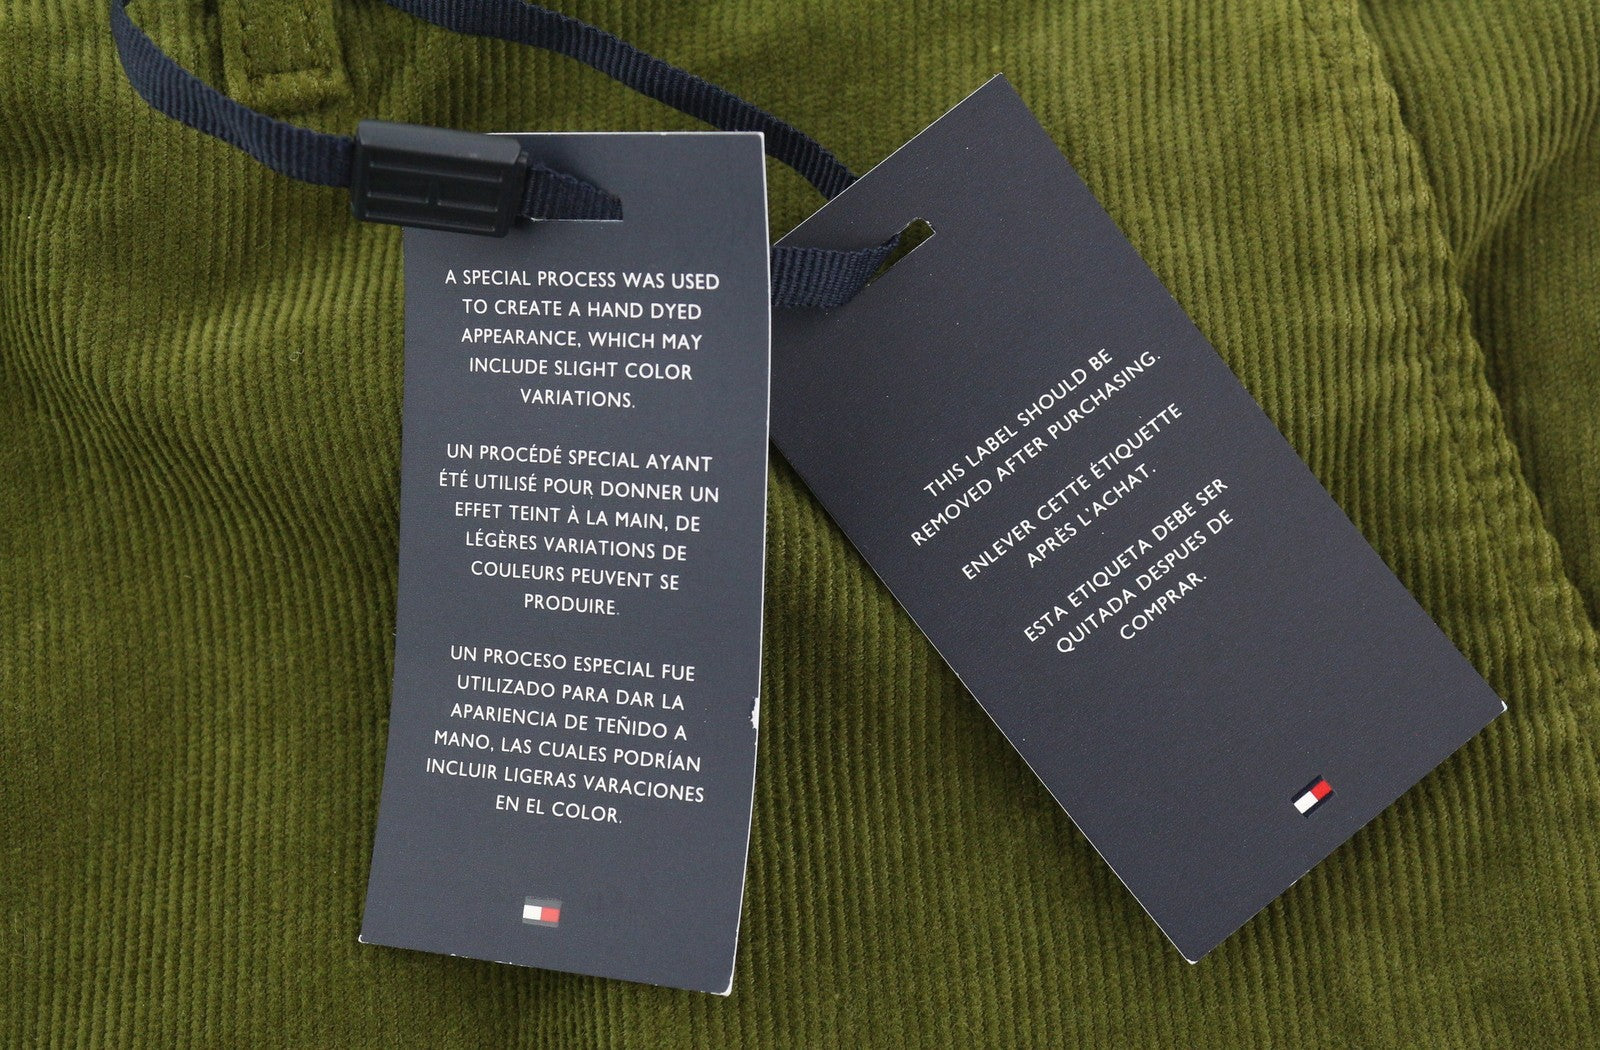 A SPECIAL PROCESS WAS USED
TO CREATE A HAND DYED
APPEARANCE, WHICH MAY
INCLUDE SLIGHT COLOR
VARIATIONS.
UN PROCÉDÉ SPECIAL AYANT
ÉTÉ UTILISÉ POUR DONNER UN
EFFET TEINT À LA MAIN, DE
LÉGÈRES VARIATIONS DE
COULEURS PEUVENT SE
PRODUIRE.
UN PROCESO ESPECIAL FUE
UTILIZADO PARA DAR LA
APARIENCIA DE TEÑIDO A
MANO, LAS CUALES PODRÍAN
INCLUIR LIGERAS VARACIONES
EN EL COLOR.
THIS LABEL SHOULD BE
REMOVED AFTER PURCHASING.
ENLEVER CETTE ÉTIQUETTE
APRÈS L'ACHAT.
ESTA ETIQUETA DEBE SER
QUITADA DESPUES DE
COMPRAR.